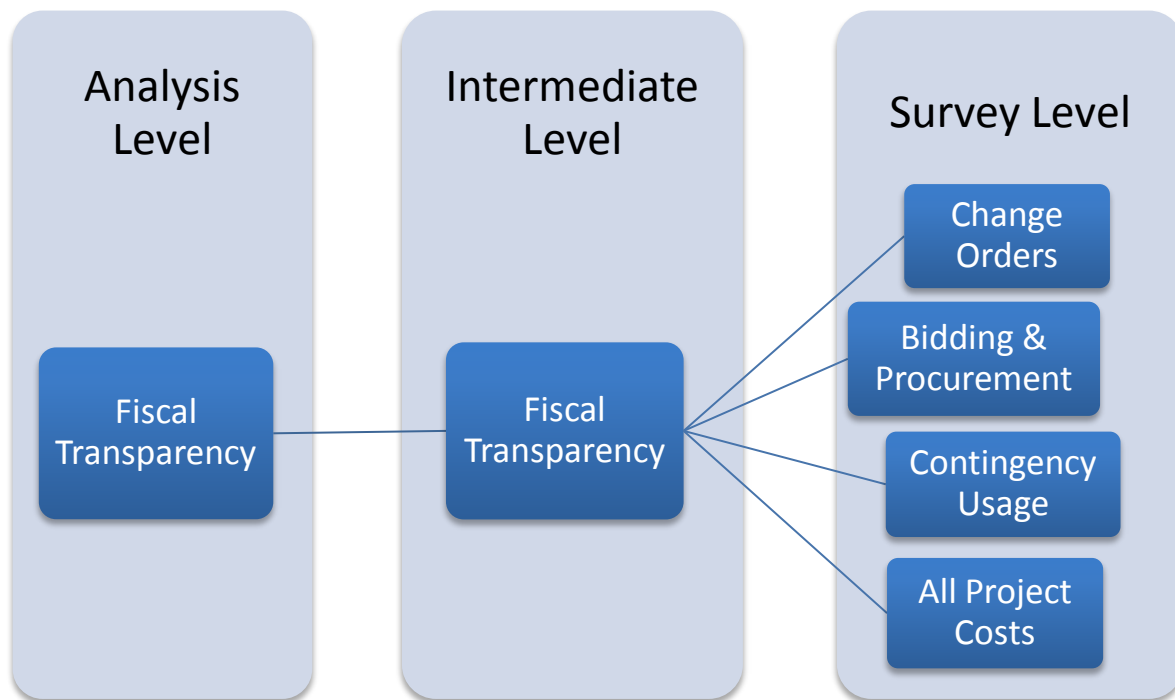 Analysis
Level
Fiscal
Transparency
Intermediate
Level
Fiscal
Transparency
Survey Level
Change
Orders
Bidding &
Procurement
Contingency
Usage
All Project
Costs